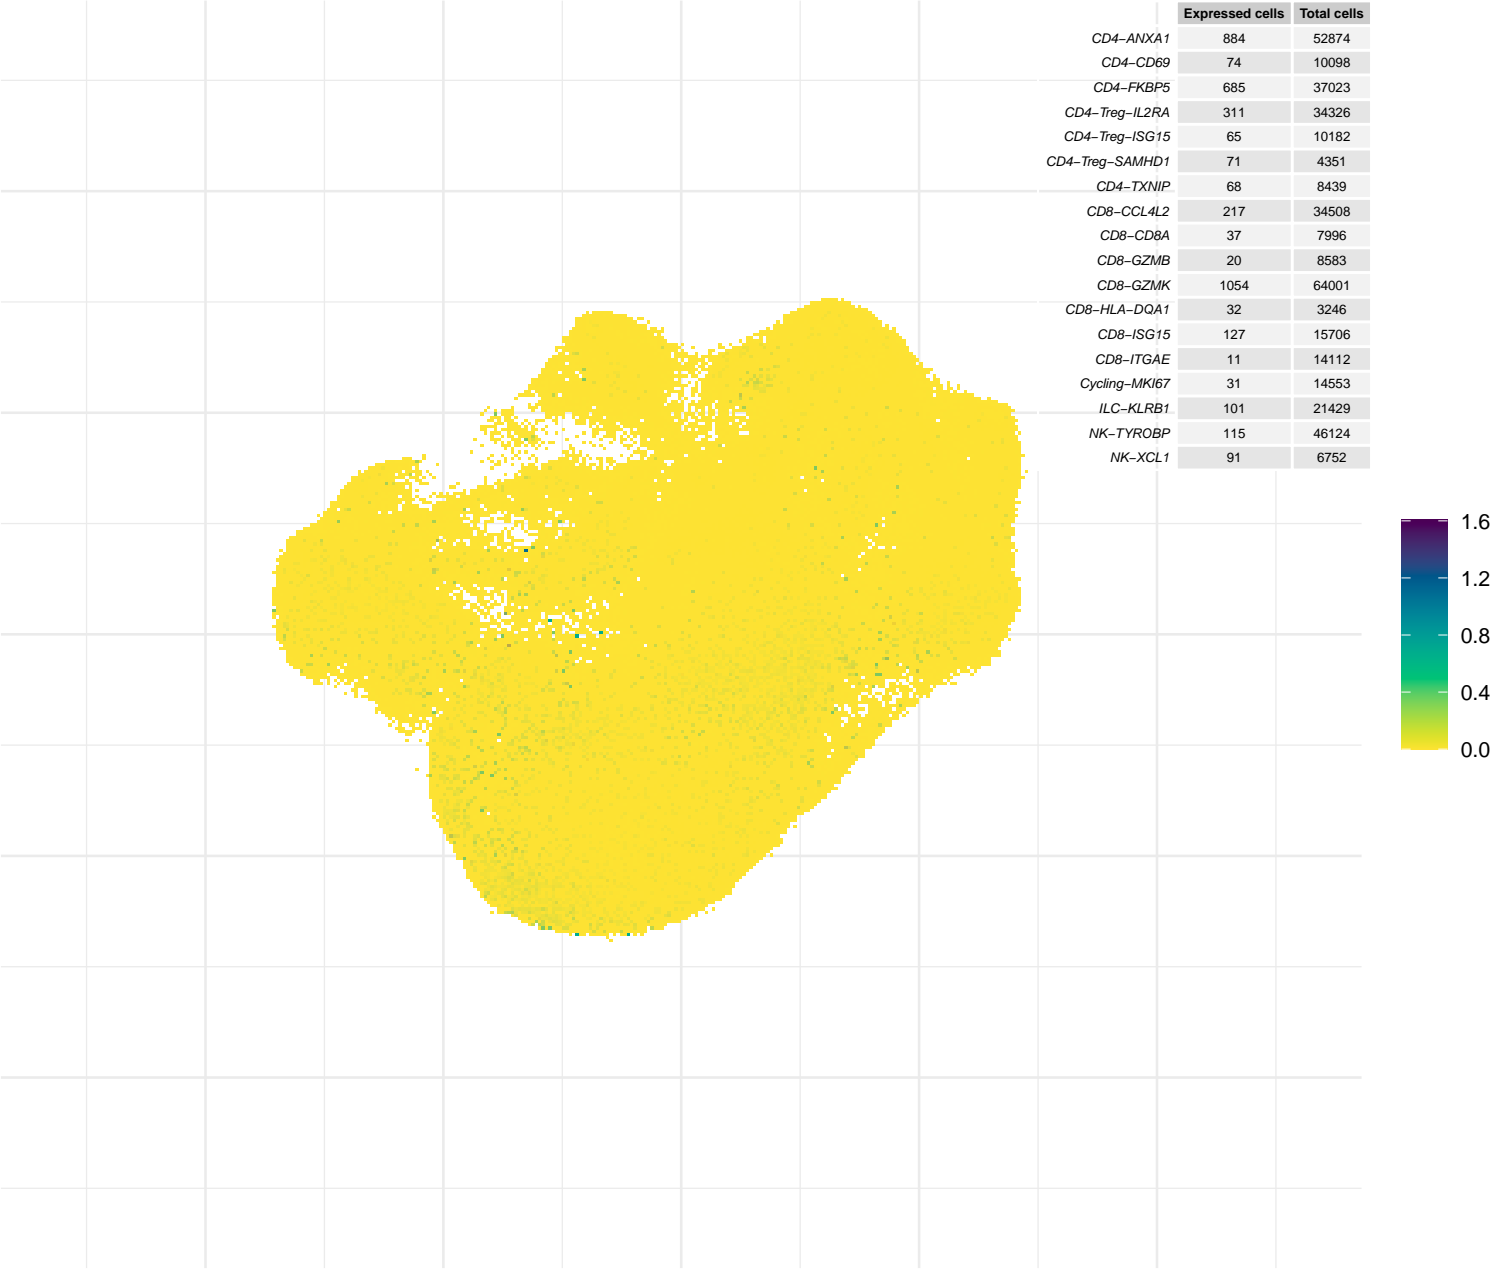 Expressed cells Total cells
CD4−ANXA1 884 52874
CD4−CD69 74 10098
CD4−FKBP5 685 37023
CD4−Treg−IL2RA 311 34326
CD4−Treg−ISG15 65 10182
CD4−Treg−SAMHD1 71 4351
CD4−TXNIP 68 8439
CD8−CCL4L2 217 34508
CD8−CD8A 37 7996
CD8−GZMB 20 8583
CD8−GZMK 1054 64001
CD8−HLA−DQA1 32 3246
CD8−ISG15 127 15706
CD8−ITGAE 11 14112
Cycling−MKI67 31 14553
ILC−KLRB1 101 21429
NK−TYROBP 115 46124
NK−XCL1 91 6752
1.6
1.2
0.8
0.4
0.0